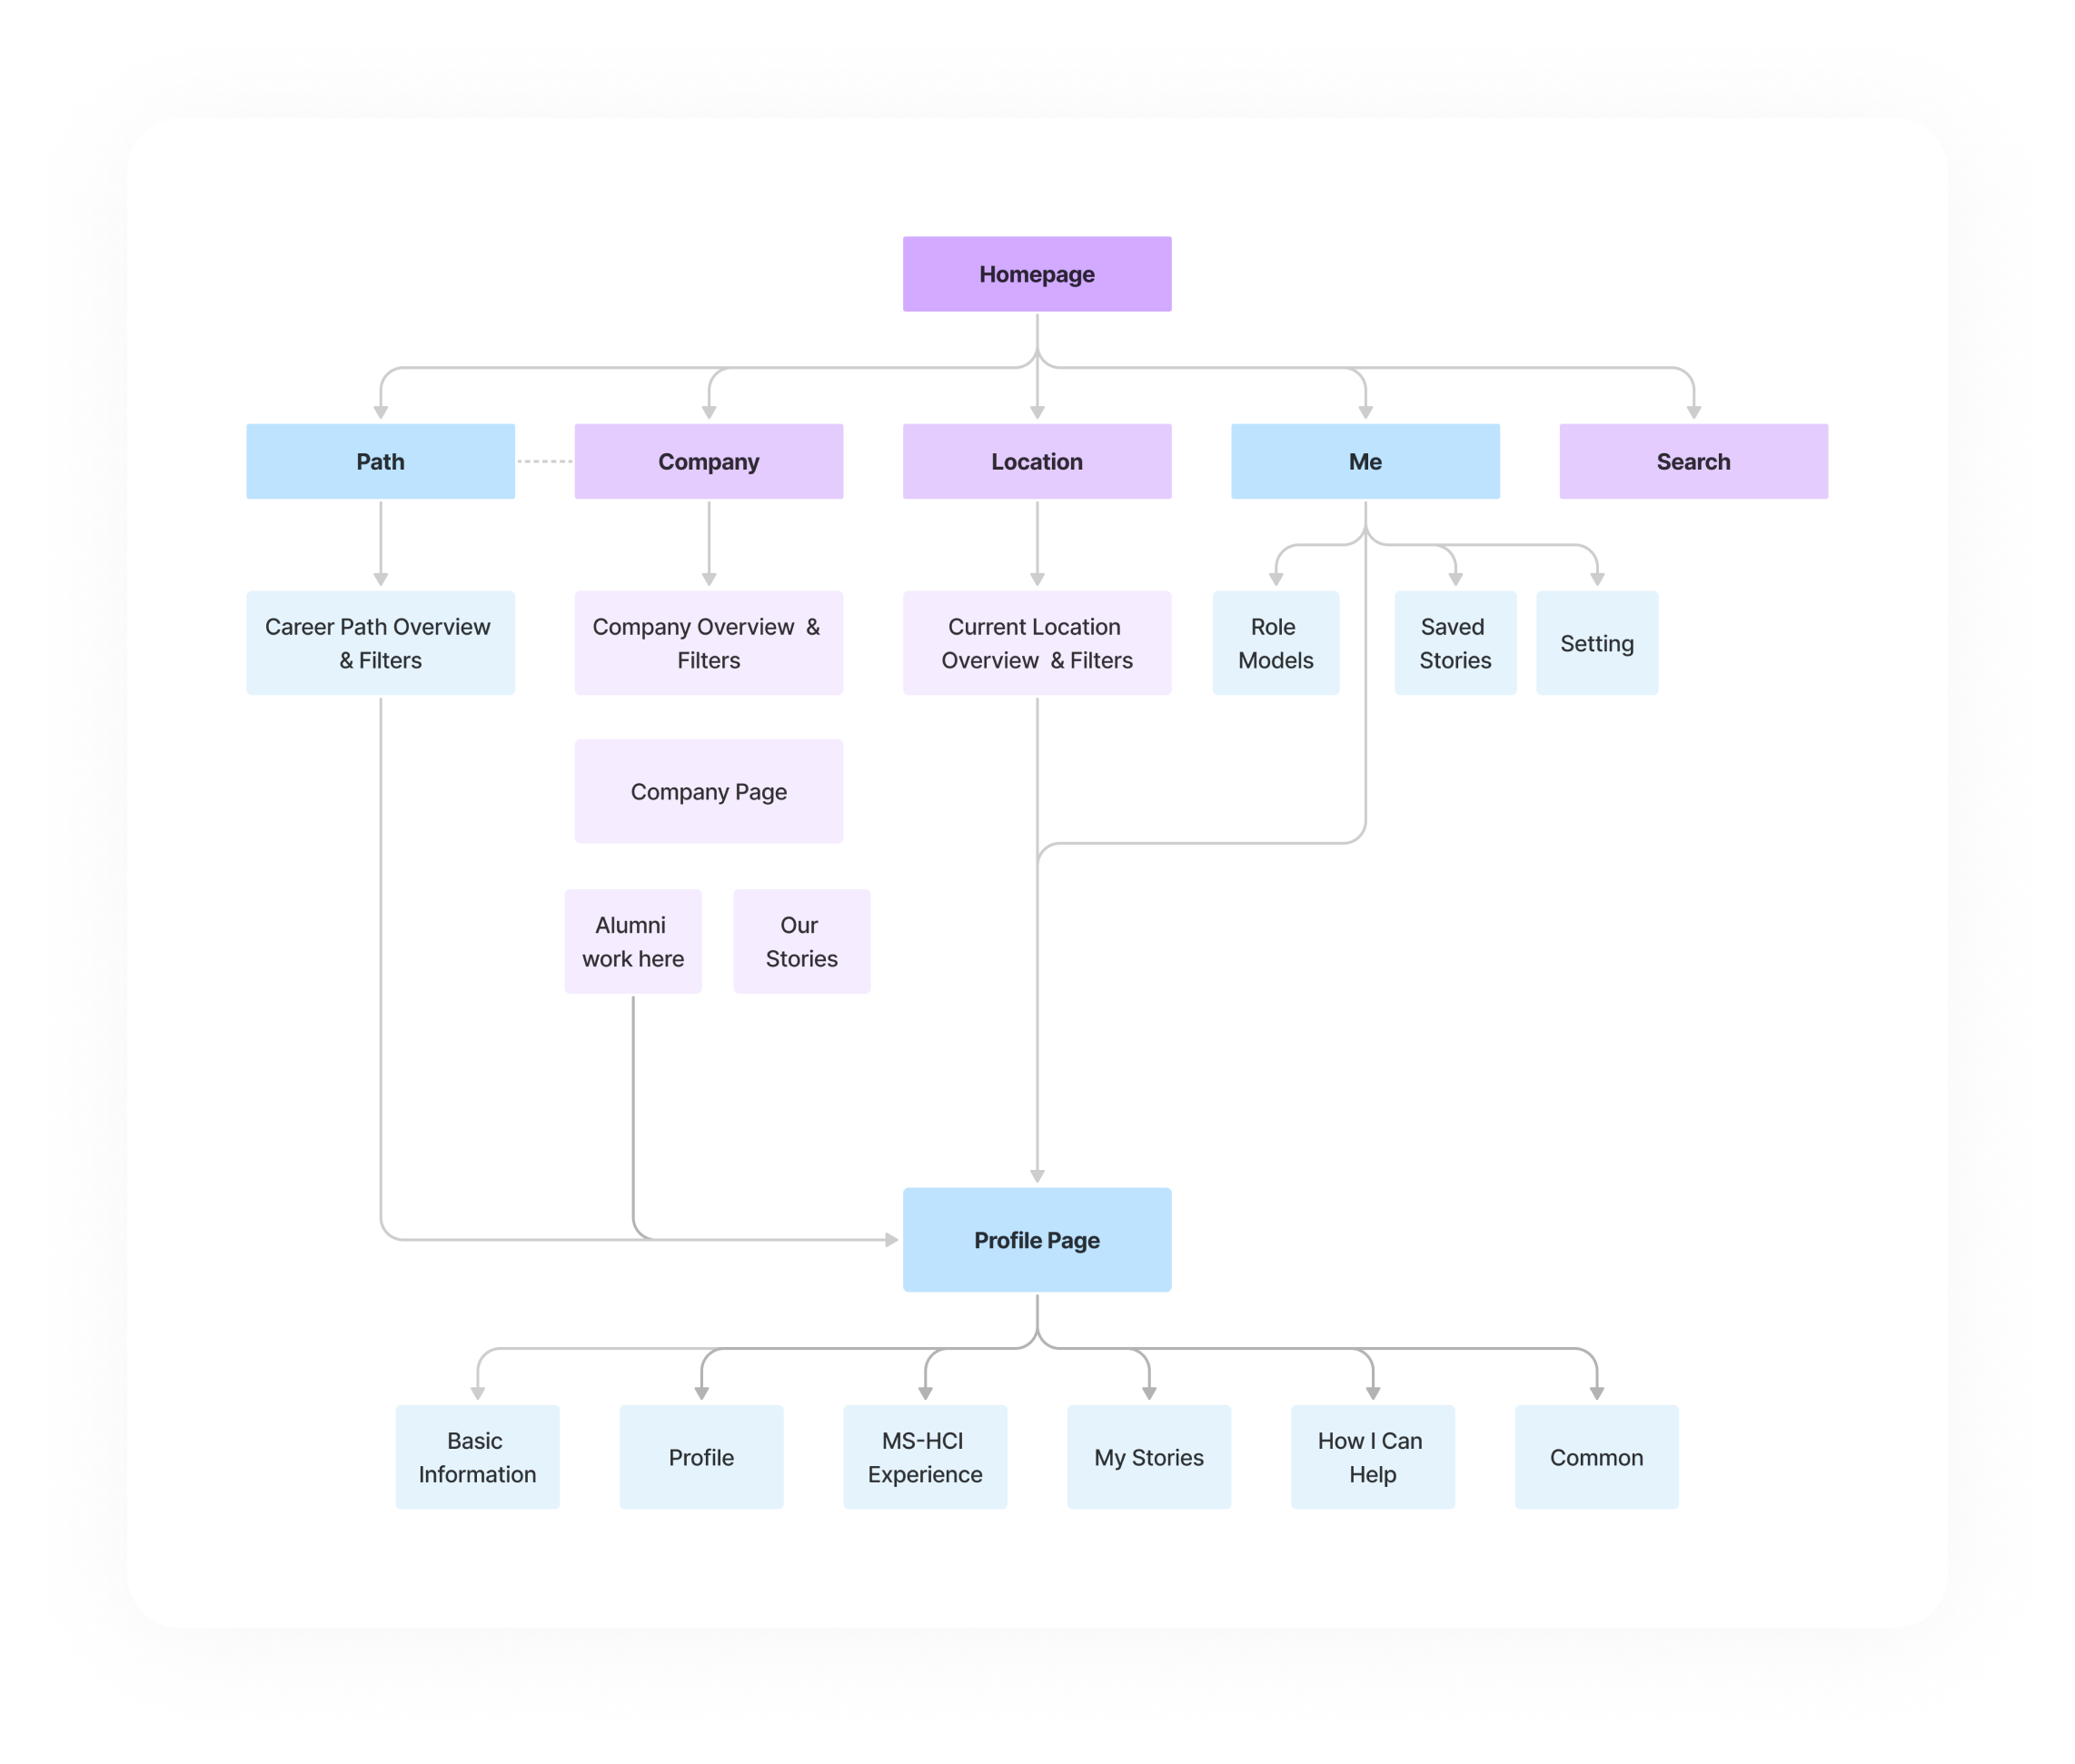 Homepage
Path
Company
Location
Me
Search
Career Path Overview
& Filters
Company Overview & 
Filters
Current Location
Overview & Filters
Role
Models
Saved
Stories
Setting
Company Page
Alumni
work here
Our
Stories
Profile Page
Basic
Information
Profile
MS-HCI
Experience
My Stories
How I Can
Help
Common